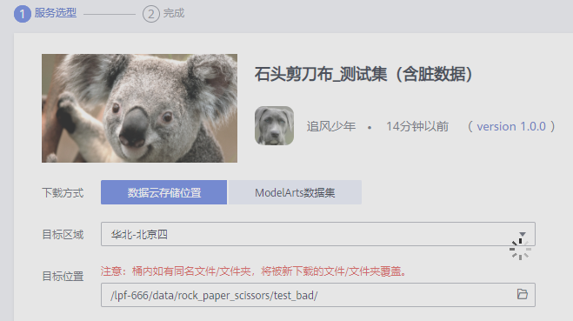 1 服务选型 2 完成
石头剪刀布_测试集（含脏数据）
追风少年 • 14分钟以前 （ version 1.0.0 ）
下载方式 数据云存储位置 ModelArts数据集
目标区域 华北-北京四
目标位置 注意：桶内如有同名文件/文件夹，将被新下载的文件/文件夹覆盖。
/lpf-666/data/rock_paper_scissors/test_bad/